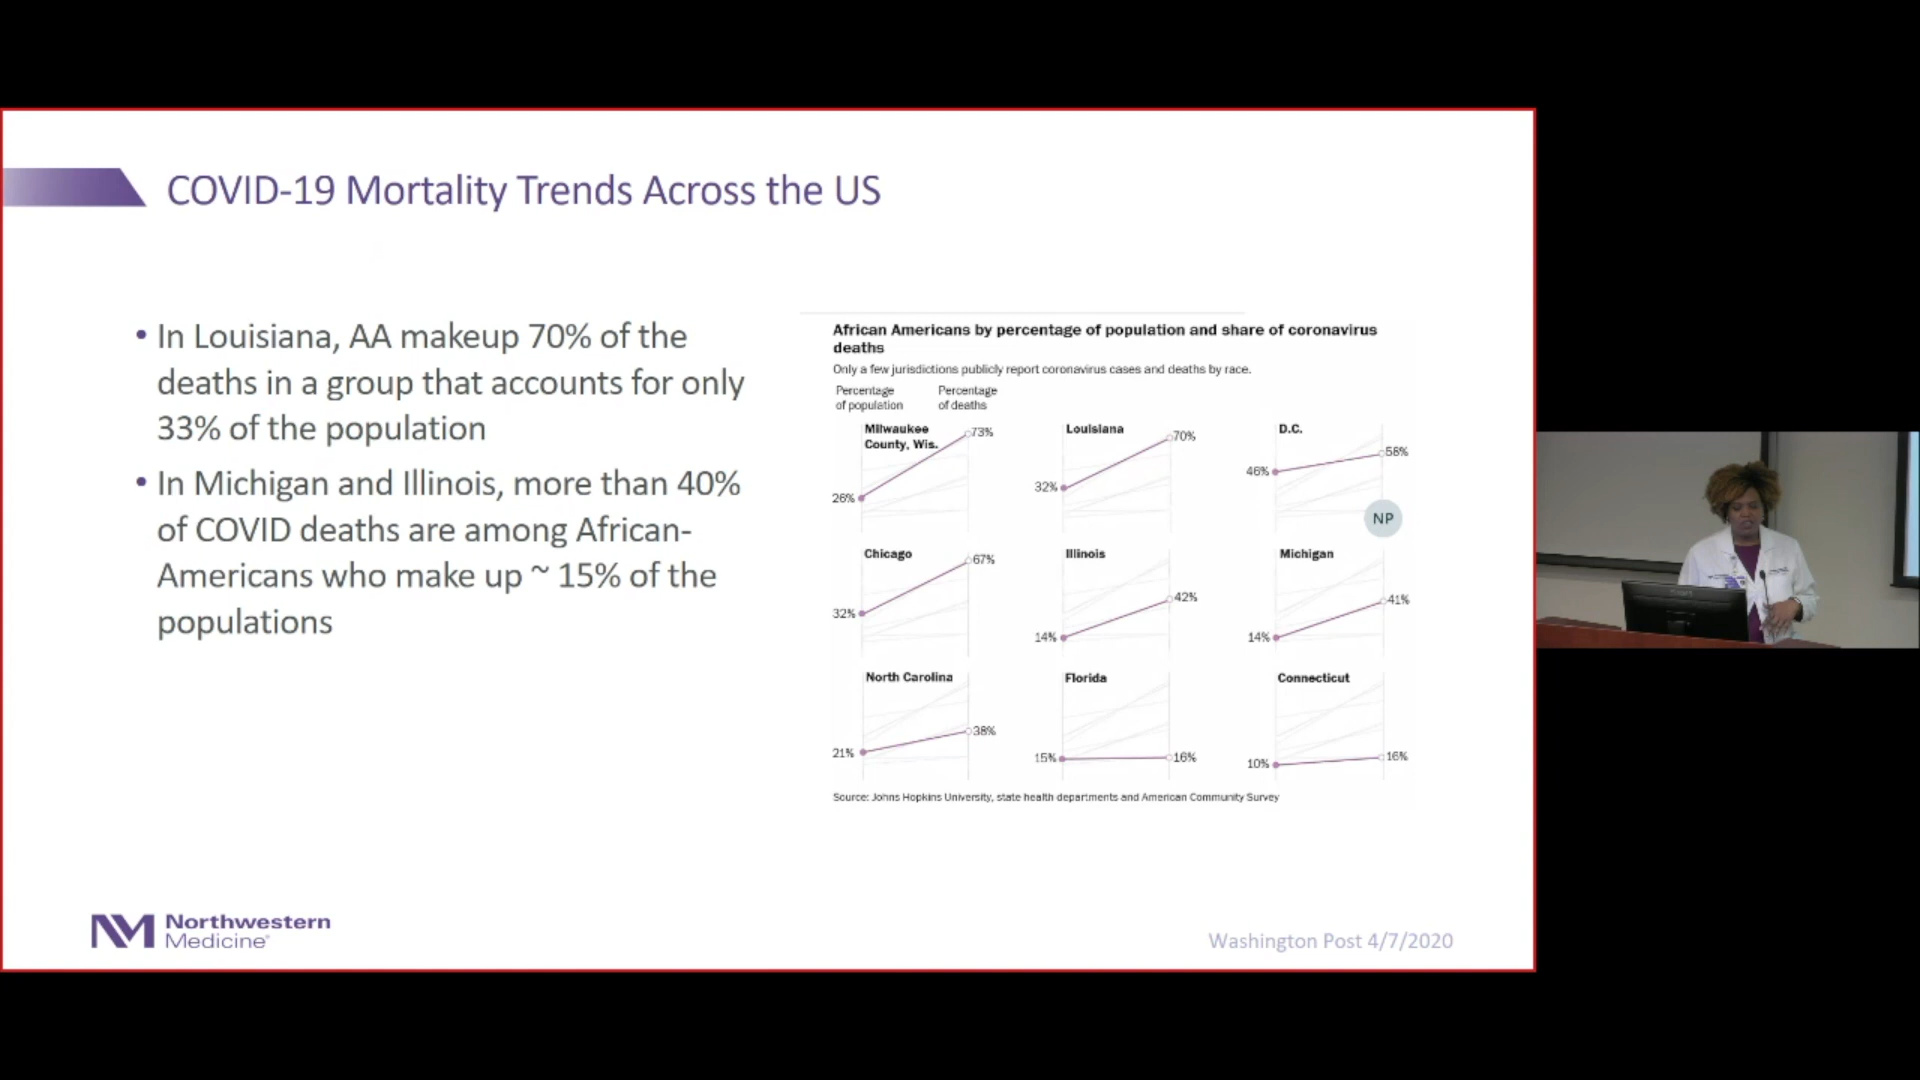 COVID-19 Mortality Trends Across the US
• In Louisiana, AA makeup 70% of the
deaths in a group that accounts for only
33% of the population
• In Michigan and Illinois, more than 40%
of COVID deaths are among African-
Americans who make up ~ 15% of the
populations
African Americans by percentage of population and share of coronavirus
deaths
Only a few jurisdictions publicly report coronavirus cases and deaths by race.
Percentage
of population
Percentage
of deaths
Milwaukee
County, Wis.
73%
26%
Louisiana
70%
32%
D.C.
58%
46%
NP
Chicago
67%
32%
Illinois
42%
14%
Michigan
41%
14%
North Carolina
38%
21%
Florida
15%
16%
Connecticut
10%
16%
Source: Johns Hopkins University, state health departments and American Community Survey
Northwestern
Medicine
Washington Post 4/7/2020